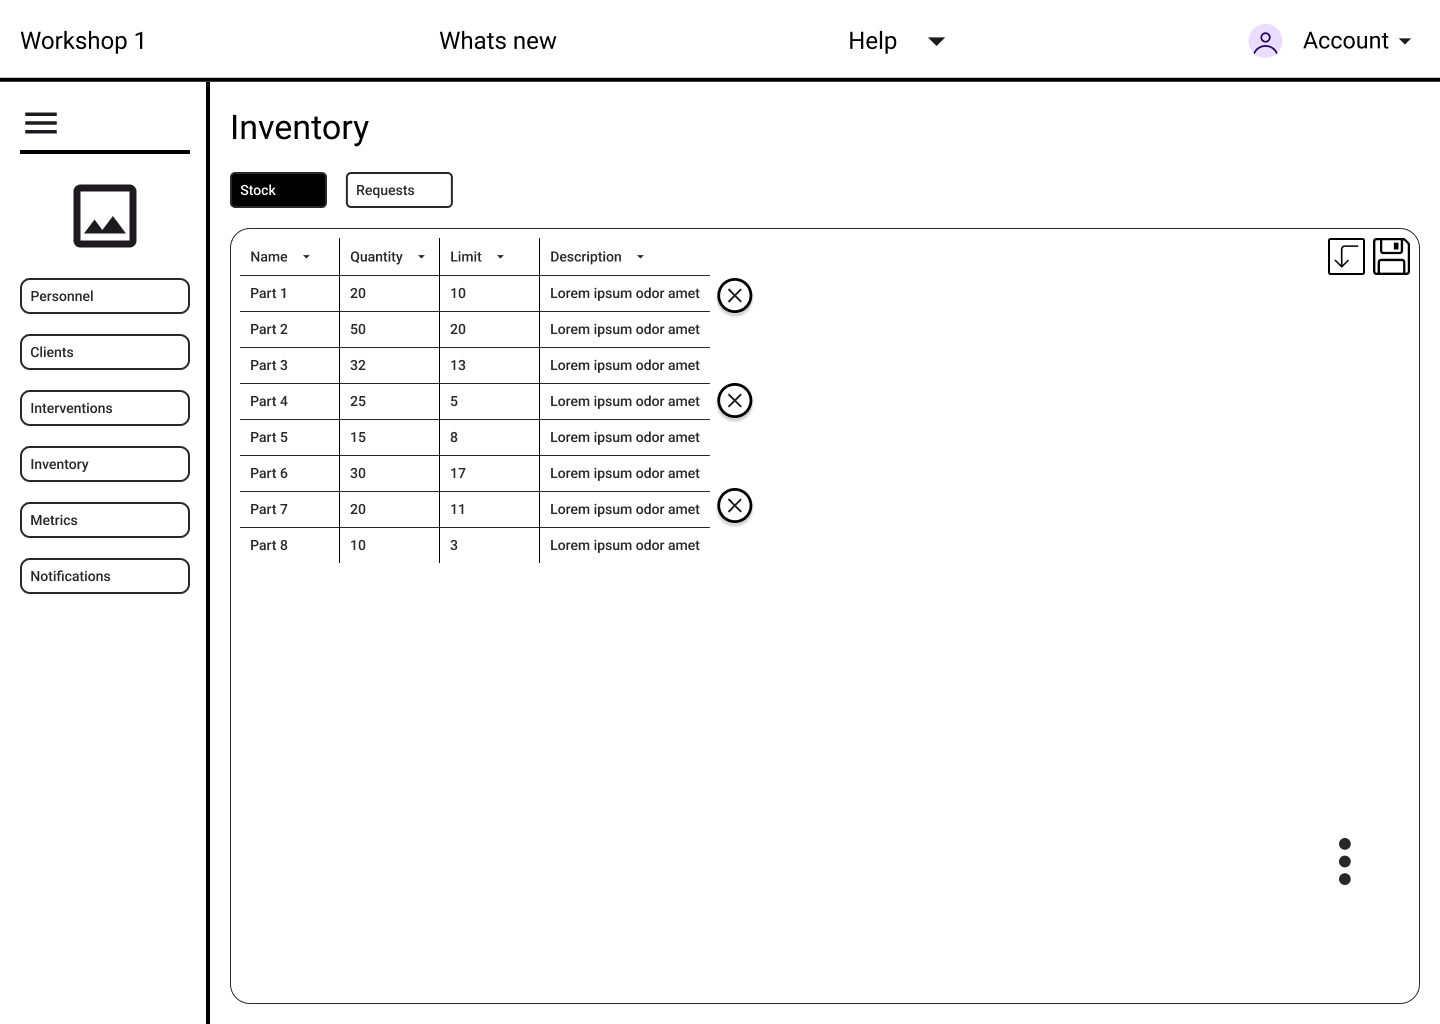 Workshop 1 Whats new Help Account
Inventory
Stock Requests
Name Quantity Limit Description
Part 1 20 10 Lorem ipsum odor amet
Part 2 50 20 Lorem ipsum odor amet
Part 3 32 13 Lorem ipsum odor amet
Part 4 25 5 Lorem ipsum odor amet
Part 5 15 8 Lorem ipsum odor amet
Part 6 30 17 Lorem ipsum odor amet
Part 7 20 11 Lorem ipsum odor amet
Part 8 10 3 Lorem ipsum odor amet
Personnel
Clients
Interventions
Inventory
Metrics
Notifications